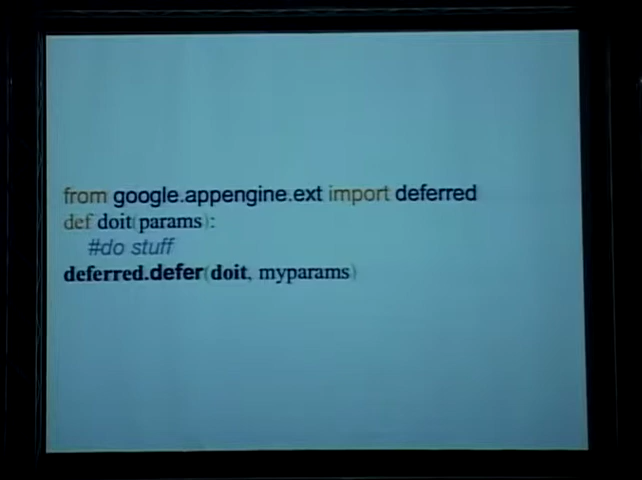 from google.appengine.ext import deferred
def doit(params):
#do stuff
deferred.defer(doit, myparams)